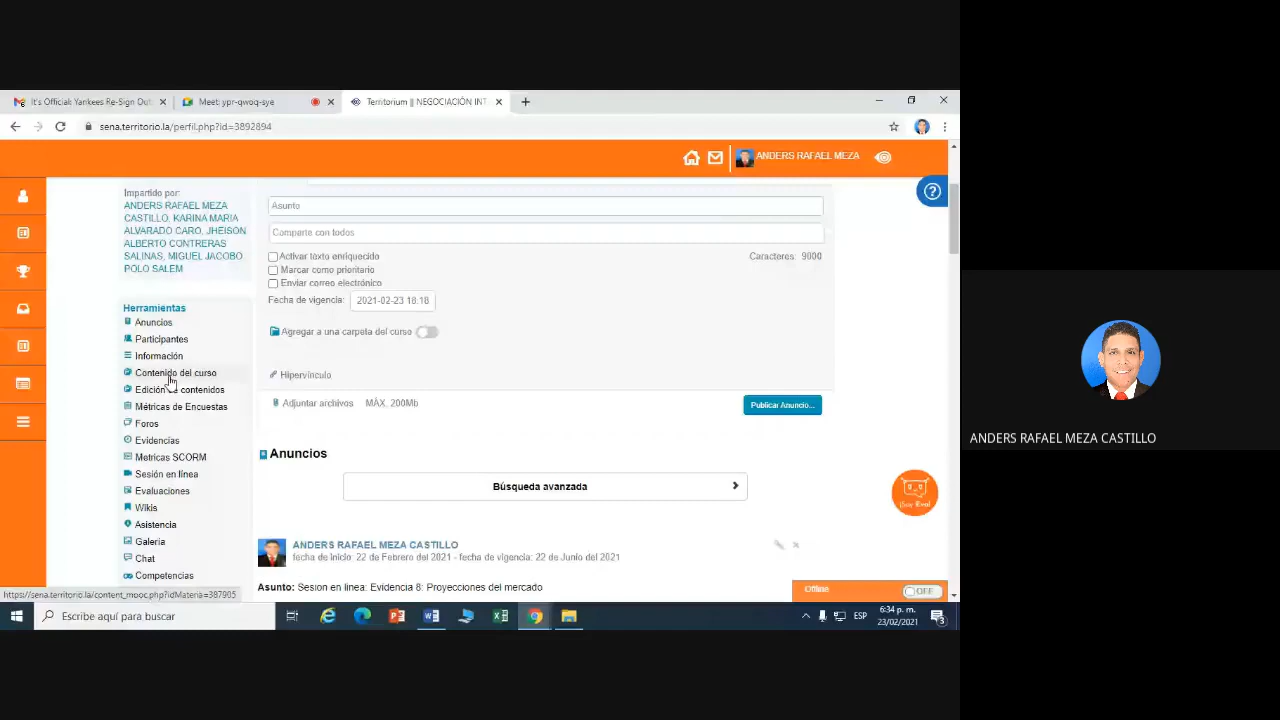 It's Official: Yankees Re-Sign Out
Meet: ypr-qwoq-sye
Territorium || NEGOCIACIÓN INT
sena.territorio.la/perfil.php?id=3892894
ANDERS RAFAEL MEZA
Impartido por:
ANDERS RAFAEL MEZA
CASTILLO, KARINA MARIA
ALVARADO CARO, JHEISON
ALBERTO CONTRERAS
SALINAS, MIGUEL JACOBO
POLO SALEM
Herramientas
Anuncios
Participantes
Información
Contenido del curso
Edición de contenidos
Métricas de Encuestas
Foros
Evidencias
Metricas SCORM
Sesión en línea
Evaluaciones
Wikis
Asistencia
Galeria
Chat
Competencias
Asunto
Comparte con todos
Activar texto enriquecido
Caracteres: 9000
Marcar como prioritario
Enviar correo electrónico
Fecha de vigencia: 2021-02-23 18:18
Agregar a una carpeta del curso
Hipervínculo
Adjuntar archivos MÁX. 200Mb
Publicar Anuncio...
Anuncios
Búsqueda avanzada
¡Soy Riva!
ANDERS RAFAEL MEZA CASTILLO
fecha de inicio: 22 de Febrero del 2021 - fecha de vigencia: 22 de Junio del 2021
Asunto: Sesion en linea: Evidencia 8: Proyecciones del mercado
Offline
OFF
https://sena.territorio.la/content_mooc.php?idMateria=387905
Escribe aquí para buscar
ESP
6:34 p. m.
23/02/2021
3
ANDERS RAFAEL MEZA CASTILLO